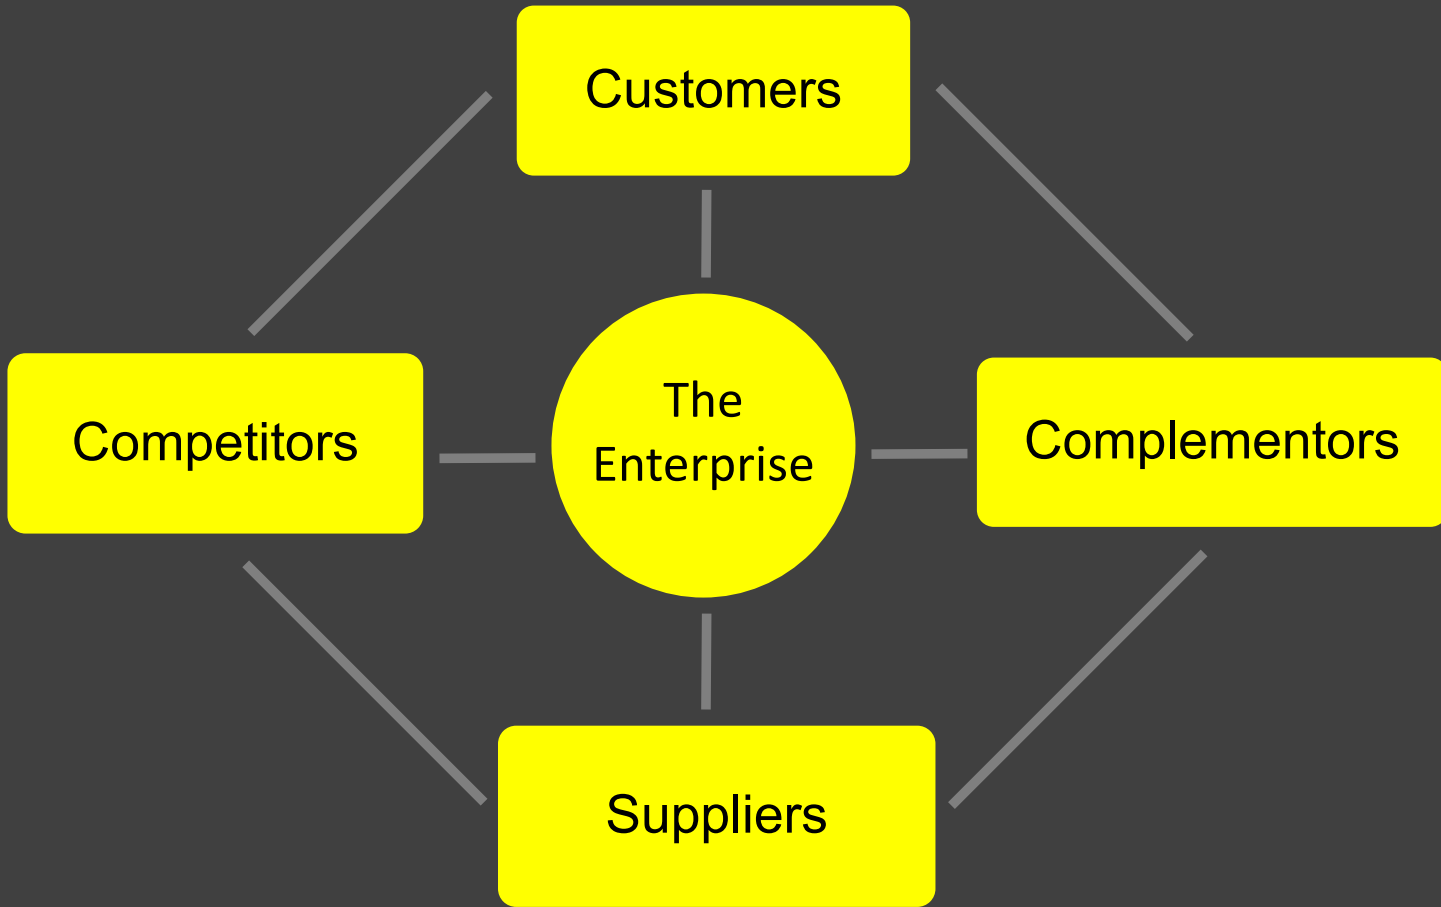 Customers
Competitors
The
Enterprise
Complementors
Suppliers